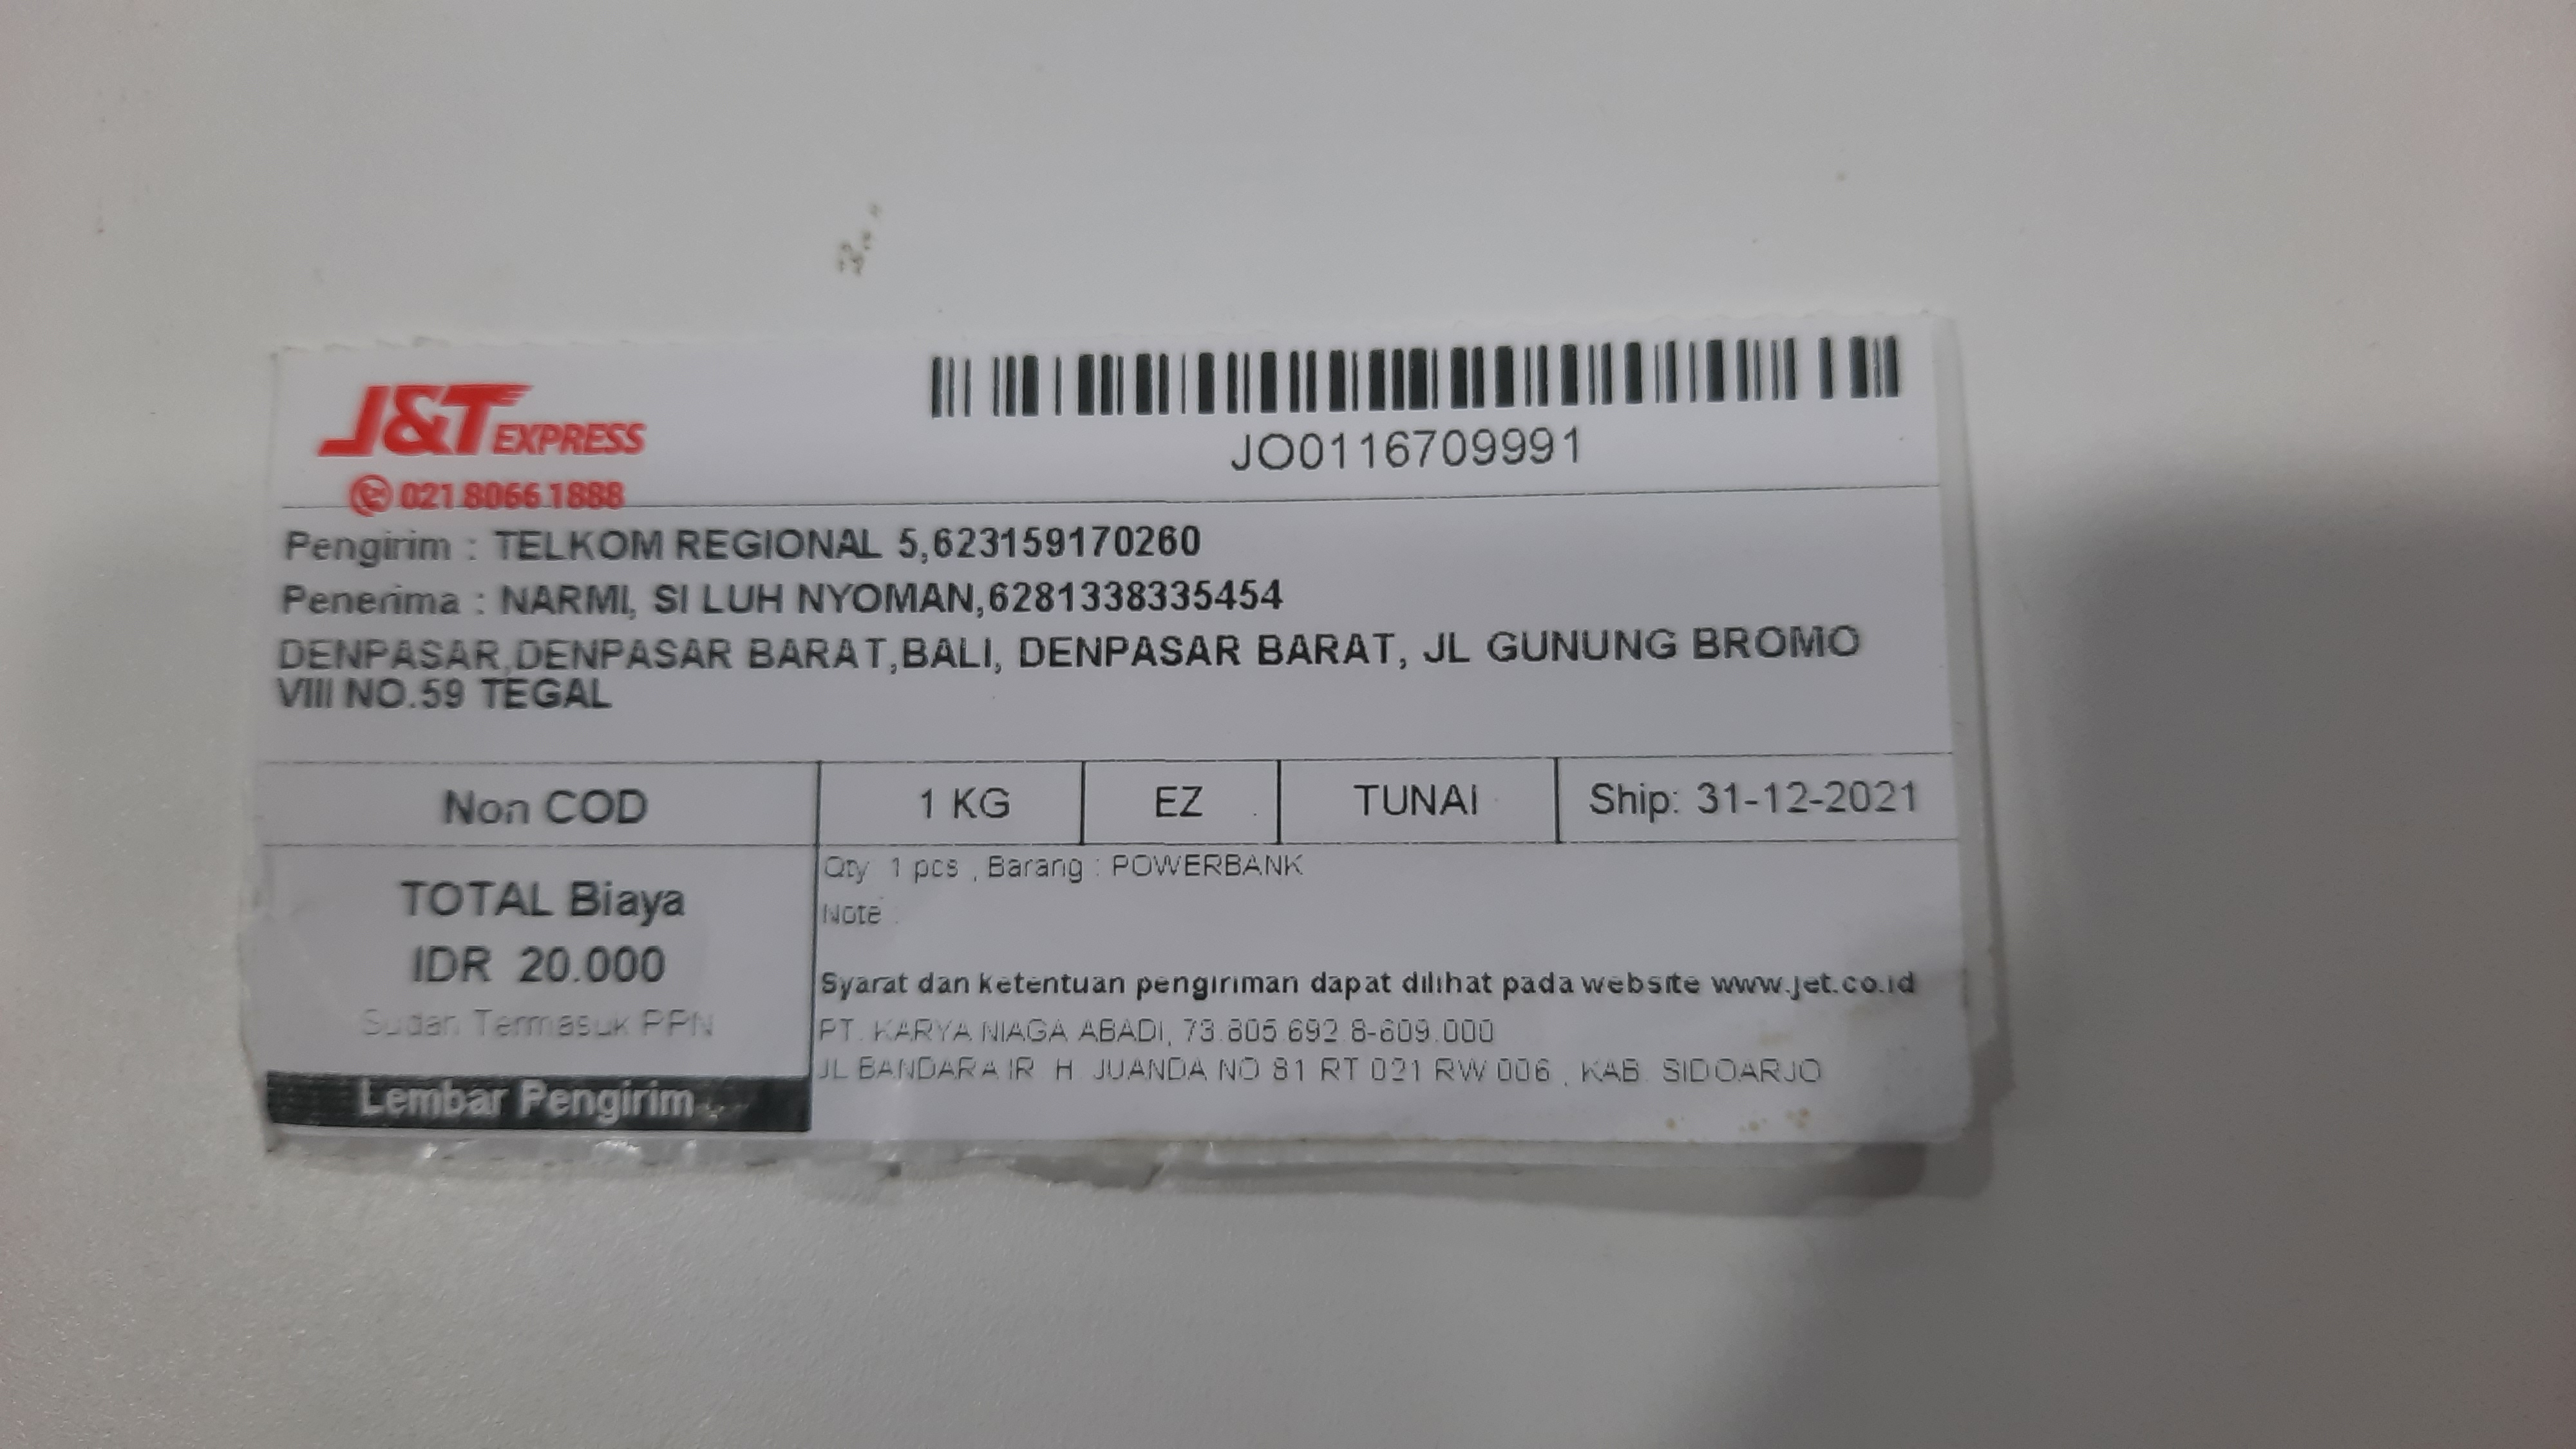 J&T EXPRESS
021 8066 1888
JO0116709991
Pengirim : TELKOM REGIONAL 5,62315917​0260
Penerima : NARMI, SI LUH NYOMAN,6281338335454
DENPASAR,DENPASAR BARAT,BALI, DENPASAR BARAT, JL GUNUNG BROMO
VIII NO.59 TEGAL
Non COD
1 KG
EZ
TUNAI
Ship: 31-12-2021
TOTAL Biaya
IDR 20.000
Sudah Termasuk PPN
Lembar Pengirim
Qty 1 pcs , Barang : POWERBANK
Note
Syarat dan ketentuan pengiriman dapat dilihat pada website www.jet.co.id
PT. KARYA NIAGA ABADI, 73.805.692.8-609.000
JL BANDARA IR H. JUANDA NO 81 RT 021 RW 006 , KAB. SIDOARJO